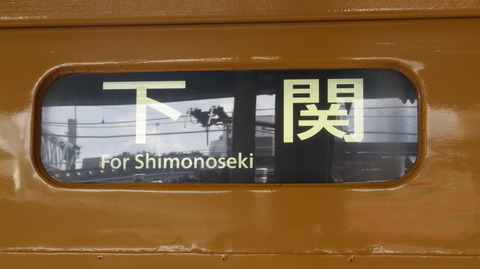 下関
For Shimonoseki